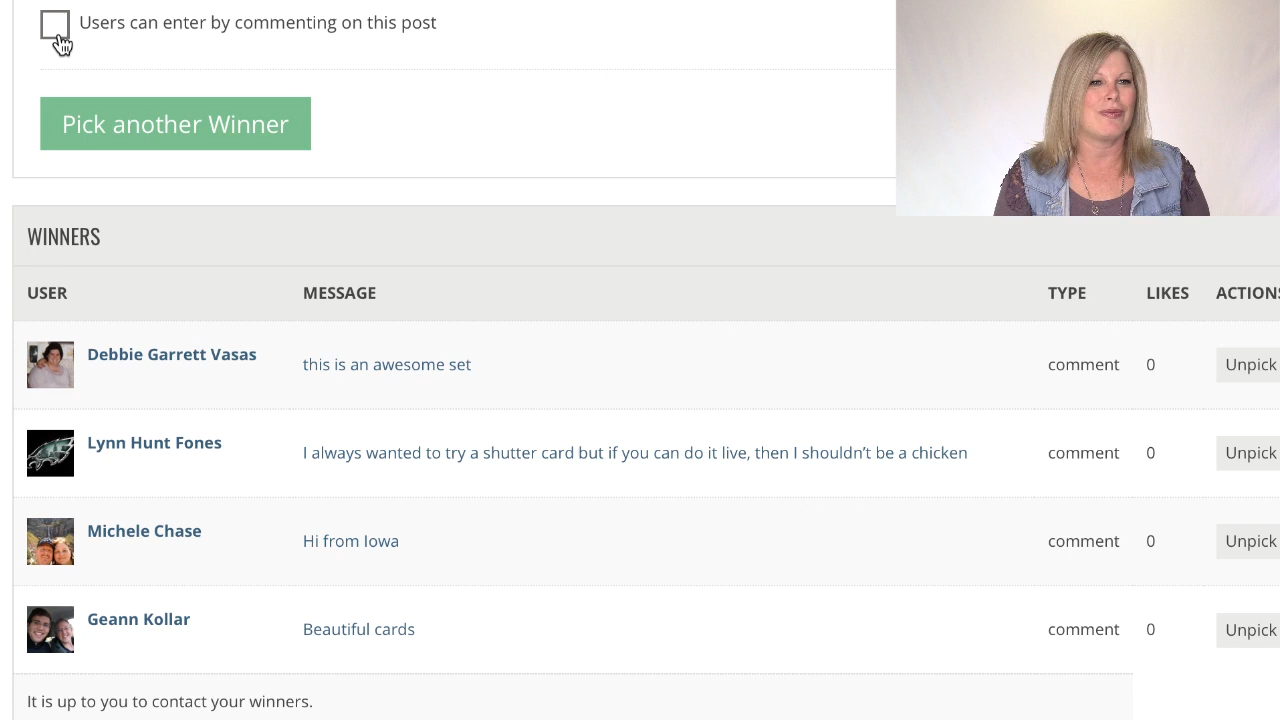 Users can enter by commenting on this post
Pick another Winner
WINNERS
USER MESSAGE TYPE LIKES ACTIONS
Debbie Garrett Vasas this is an awesome set comment 0 Unpick
Lynn Hunt Fones I always wanted to try a shutter card but if you can do it live, then I shouldn't be a chicken comment 0 Unpick
Michele Chase Hi from Iowa comment 0 Unpick
Geann Kollar Beautiful cards comment 0 Unpick
It is up to you to contact your winners.